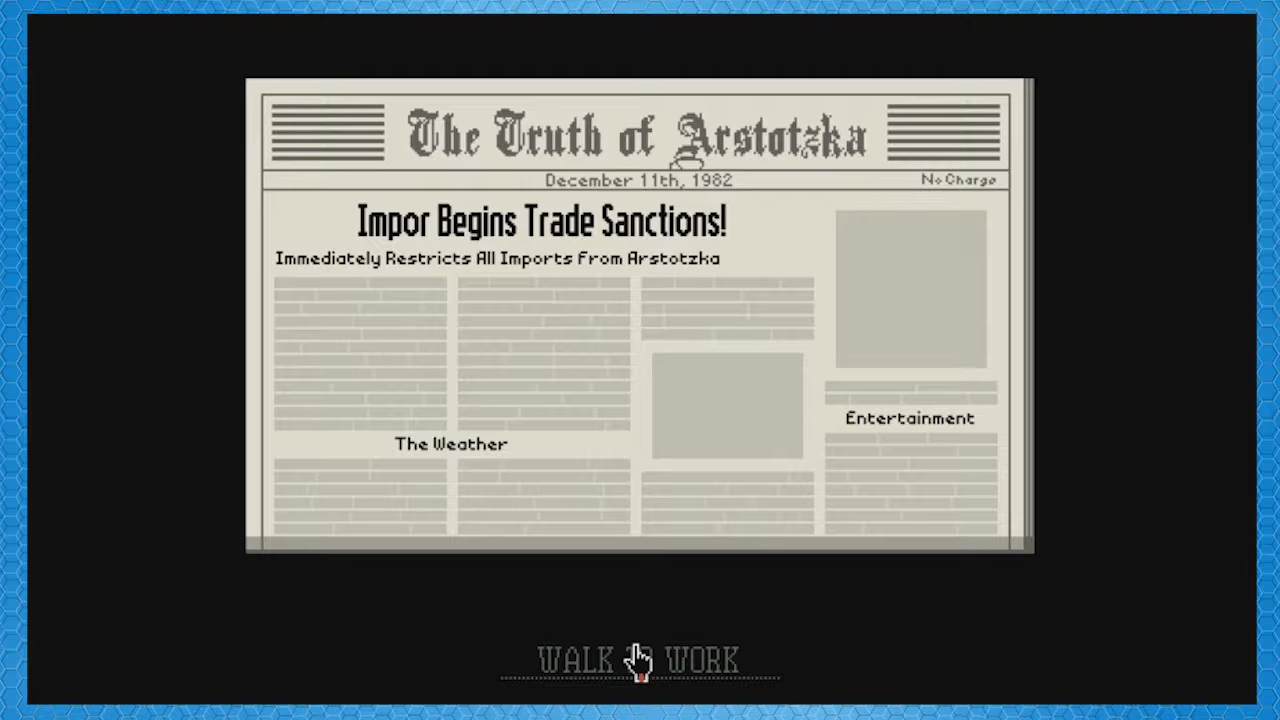 The Truth of Arstotzka
December 11th, 1982
No Charge
Impor Begins Trade Sanctions!
Immediately Restricts All Imports From Arstotzka
Entertainment
The Weather
WALK WORK